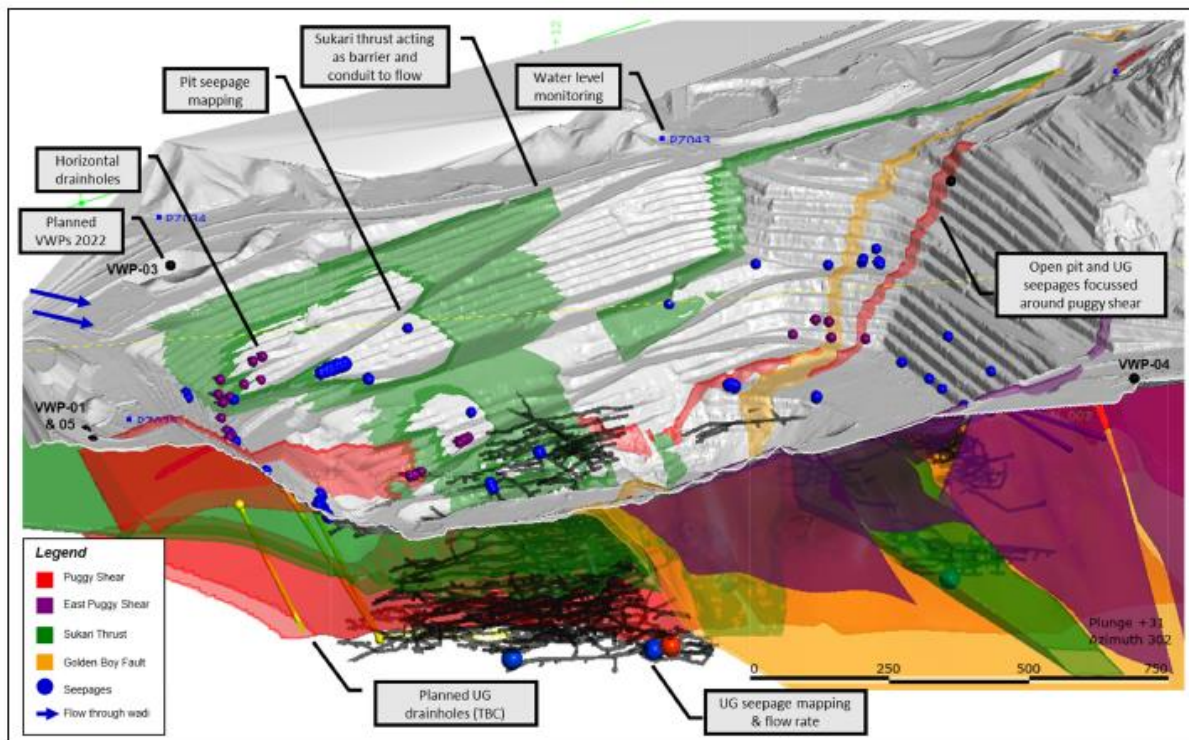 Sukari thrust acting
as barrier and
conduit to flow
Pit seepage
mapping
Water level
monitoring
PZ043
Horizontal
drainholes
Planned
VWPs 2022
VWP-03
Open pit and UG
seepages focussed
around puggy shear
VWP-01
& 05
VWP-04
Legend
Puggy Shear
East Puggy Shear
Sukari Thrust
Golden Boy Fault
Seepages
Flow through wadi
Plunge +31
Azimuth 302
0 250 500 750
Planned UG
drainholes (TBC)
UG seepage mapping
& flow rate